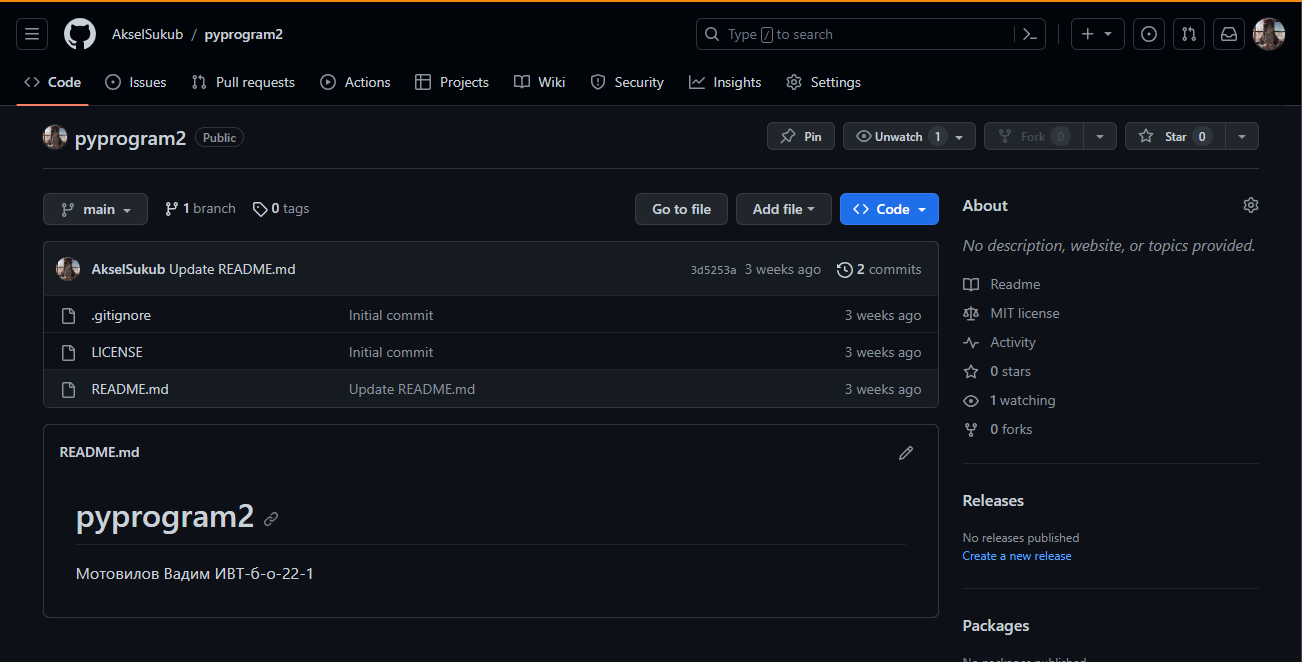 AkselSukub / pyprogram2
Type / to search
Code Issues Pull requests Actions Projects Wiki Security Insights Settings
pyprogram2 Public
Pin Unwatch 1 Fork 0 Star 0
main 1 branch 0 tags Go to file Add file Code
AkselSukub Update README.md 3d5253a 3 weeks ago 2 commits
.gitignore Initial commit 3 weeks ago
LICENSE Initial commit 3 weeks ago
README.md Update README.md 3 weeks ago
README.md
pyprogram2
Мотовилов Вадим ИВТ-б-о-22-1
About
No description, website, or topics provided.
Readme
MIT license
Activity
0 stars
1 watching
0 forks
Releases
No releases published
Create a new release
Packages
No packages published